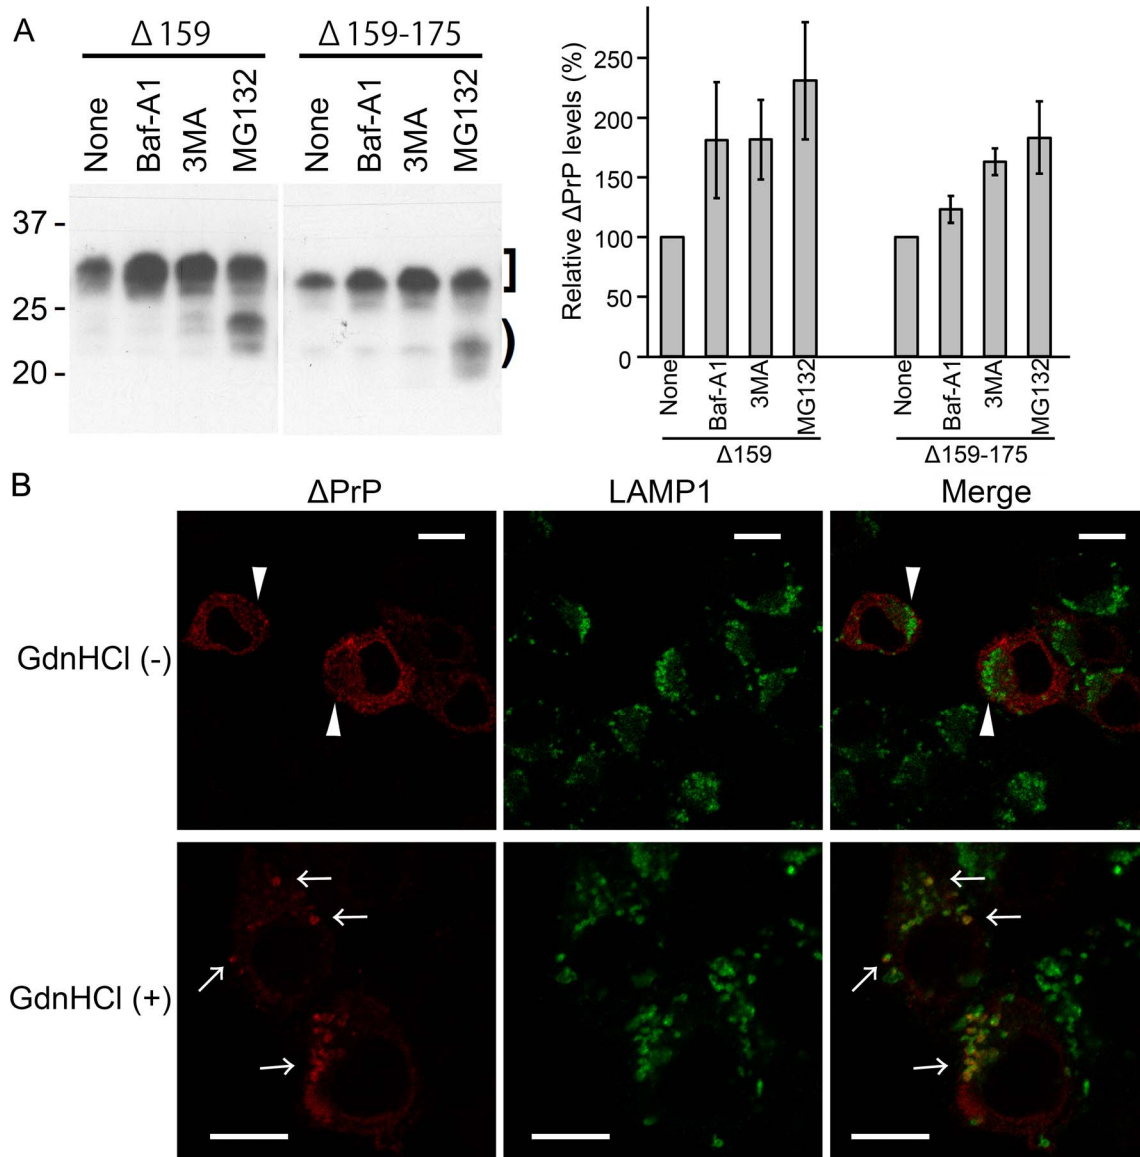 A
Δ 159
Δ 159-175
None
Baf-A1
3MA
MG132
None
Baf-A1
3MA
MG132
37 -
25 -
20 -
]
)
Relative ΔPrP levels (%)
250
200
150
100
50
0
None
Baf-A1
3MA
MG132
None
Baf-A1
3MA
MG132
Δ159
Δ159-175
B
ΔPrP
LAMP1
Merge
GdnHCl (-)
GdnHCl (+)